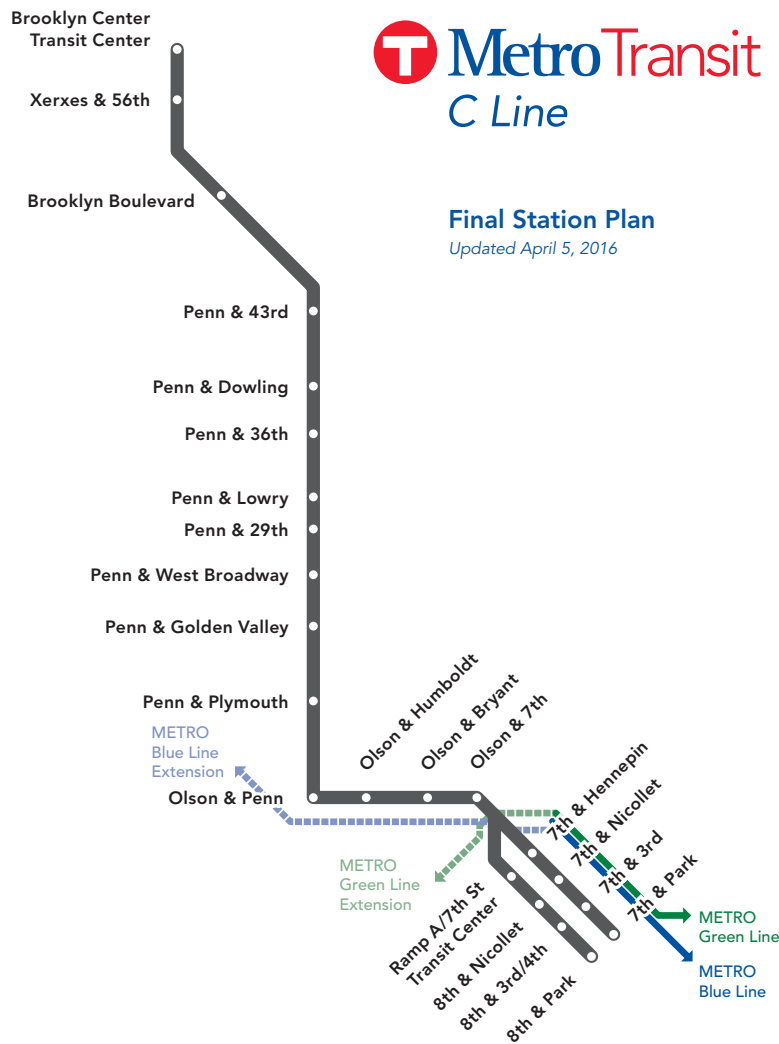 Brooklyn Center
Transit Center
T MetroTransit
C Line
Xerxes & 56th
Brooklyn Boulevard
Final Station Plan
Updated April 5, 2016
Penn & 43rd
Penn & Dowling
Penn & 36th
Penn & Lowry
Penn & 29th
Penn & West Broadway
Penn & Golden Valley
Penn & Plymouth
Olson & Humboldt
Olson & Bryant
Olson & 7th
METRO
Blue Line
Extension
Olson & Penn
7th & Hennepin
7th & Nicollet
7th & 3rd
7th & Park
METRO
Green Line
Extension
METRO
Green Line
METRO
Blue Line
Ramp A/7th St
Transit Center
8th & Nicollet
8th & 3rd/4th
8th & Park